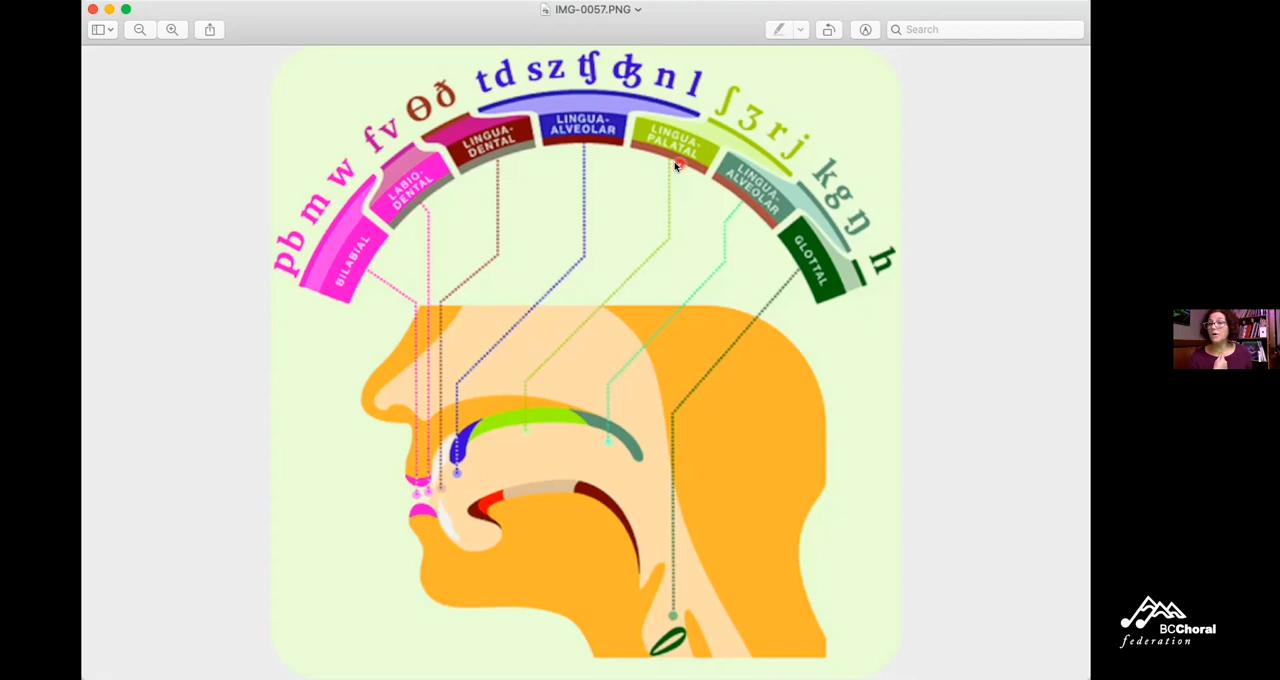 IMG-0057.PNG
Search
p b m w f v Ɵ ð t d s z ʧ ʤ n l ʃ ʒ r j k g ŋ h
BILABIAL
LABIO-
DENTAL
LINGUA-
DENTAL
LINGUA-
ALVEOLAR
LINGUA-
PALATAL
LINGUA-
ALVEOLAR
GLOTTAL
BCChoral
federation